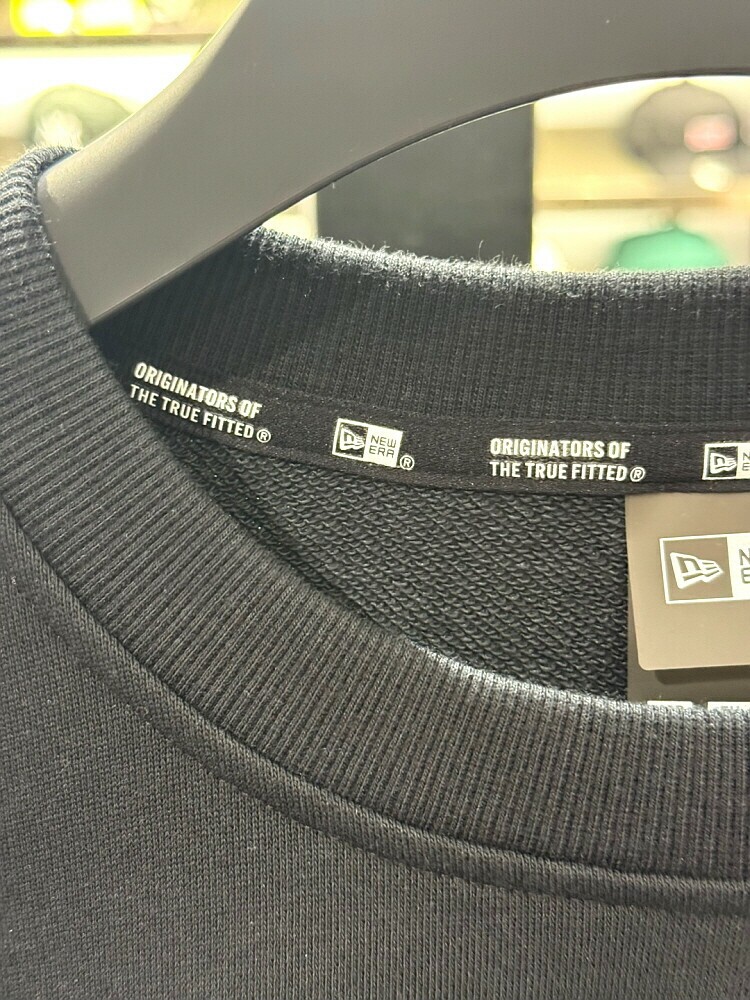 ORIGINATORS OF
THE TRUE FITTED®
NEW
ERA®
ORIGINATORS OF
THE TRUE FITTED®
N
E
N
E